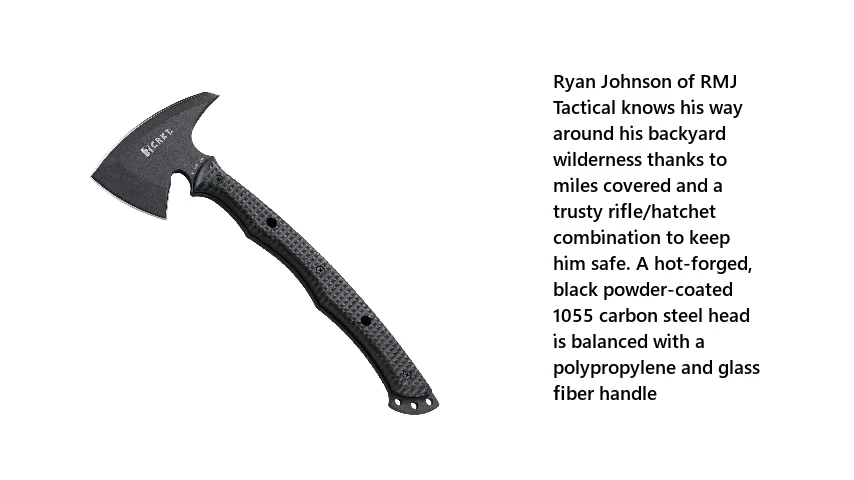 CRKT
Ryan Johnson of RMJ
Tactical knows his way
around his backyard
wilderness thanks to
miles covered and a
trusty rifle/hatchet
combination to keep
him safe. A hot-forged,
black powder-coated
1055 carbon steel head
is balanced with a
polypropylene and glass
fiber handle